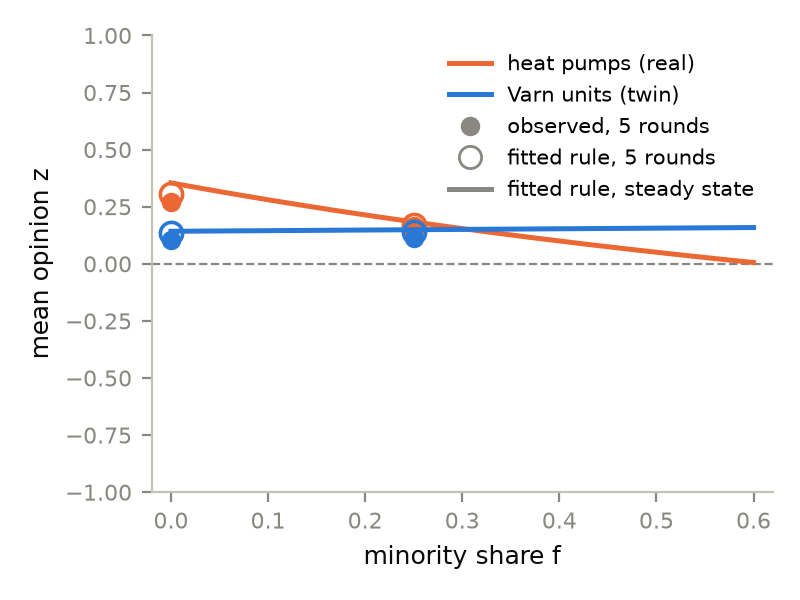 1.00
0.75
0.50
0.25
0.00
−0.25
−0.50
−0.75
−1.00
mean opinion z
heat pumps (real)
Varn units (twin)
observed, 5 rounds
fitted rule, 5 rounds
fitted rule, steady state
0.0 0.1 0.2 0.3 0.4 0.5 0.6
minority share f